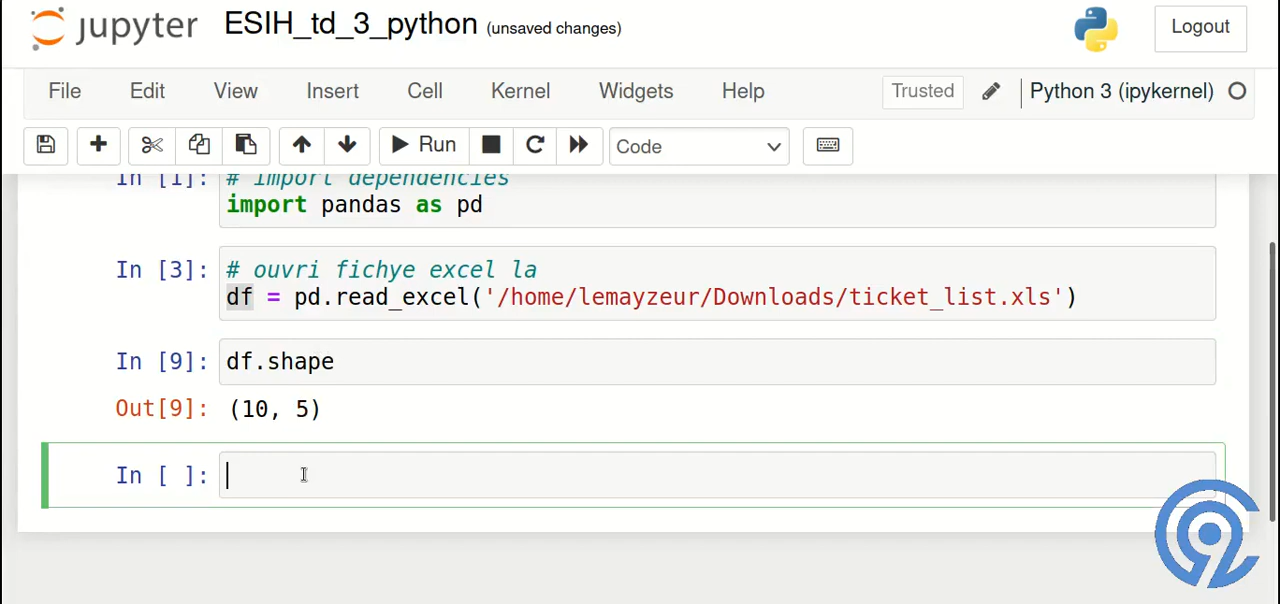 jupyter ESIH_td_3_python (unsaved changes) Logout
File Edit View Insert Cell Kernel Widgets Help Trusted Python 3 (ipykernel)
Run Code
In [1]: # import dependencies
import pandas as pd
In [3]: # ouvri fichye excel la
df = pd.read_excel('/home/lemayzeur/Downloads/ticket_list.xls')
In [9]: df.shape
Out[9]: (10, 5)
In [ ]: